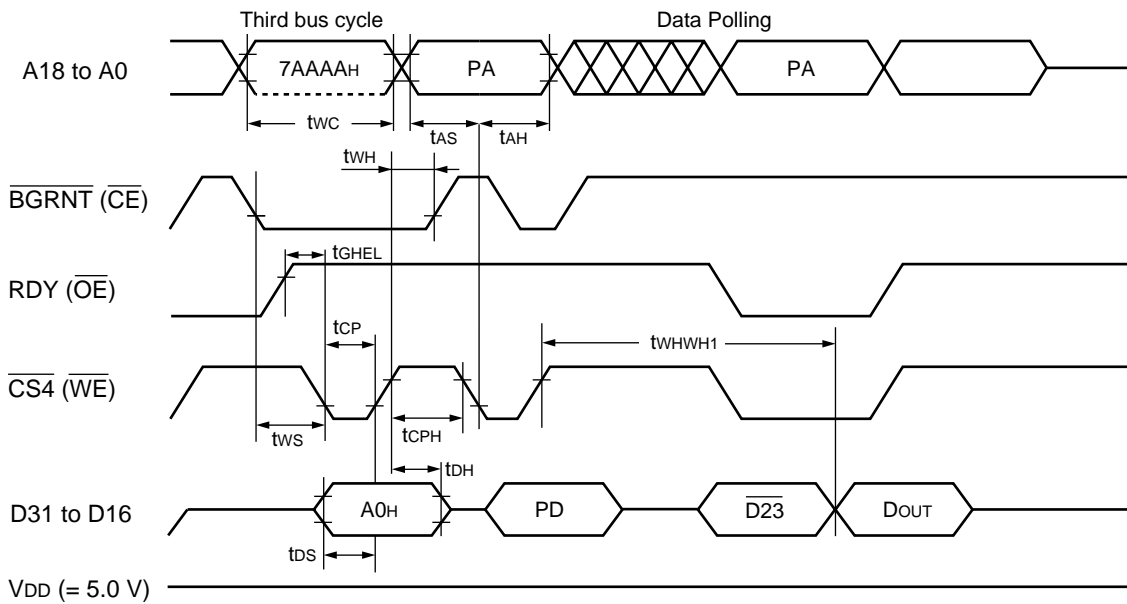 Third bus cycle
Data Polling
A18 to A0
7AAAAH
PA
PA
tWC
tAS
tAH
tWH
BGRNT (CE)
tGHEL
RDY (OE)
tCP
tWHWH1
CS4 (WE)
tWS
tCPH
tDH
D31 to D16
A0H
PD
D23
DOUT
tDS
VDD (= 5.0 V)